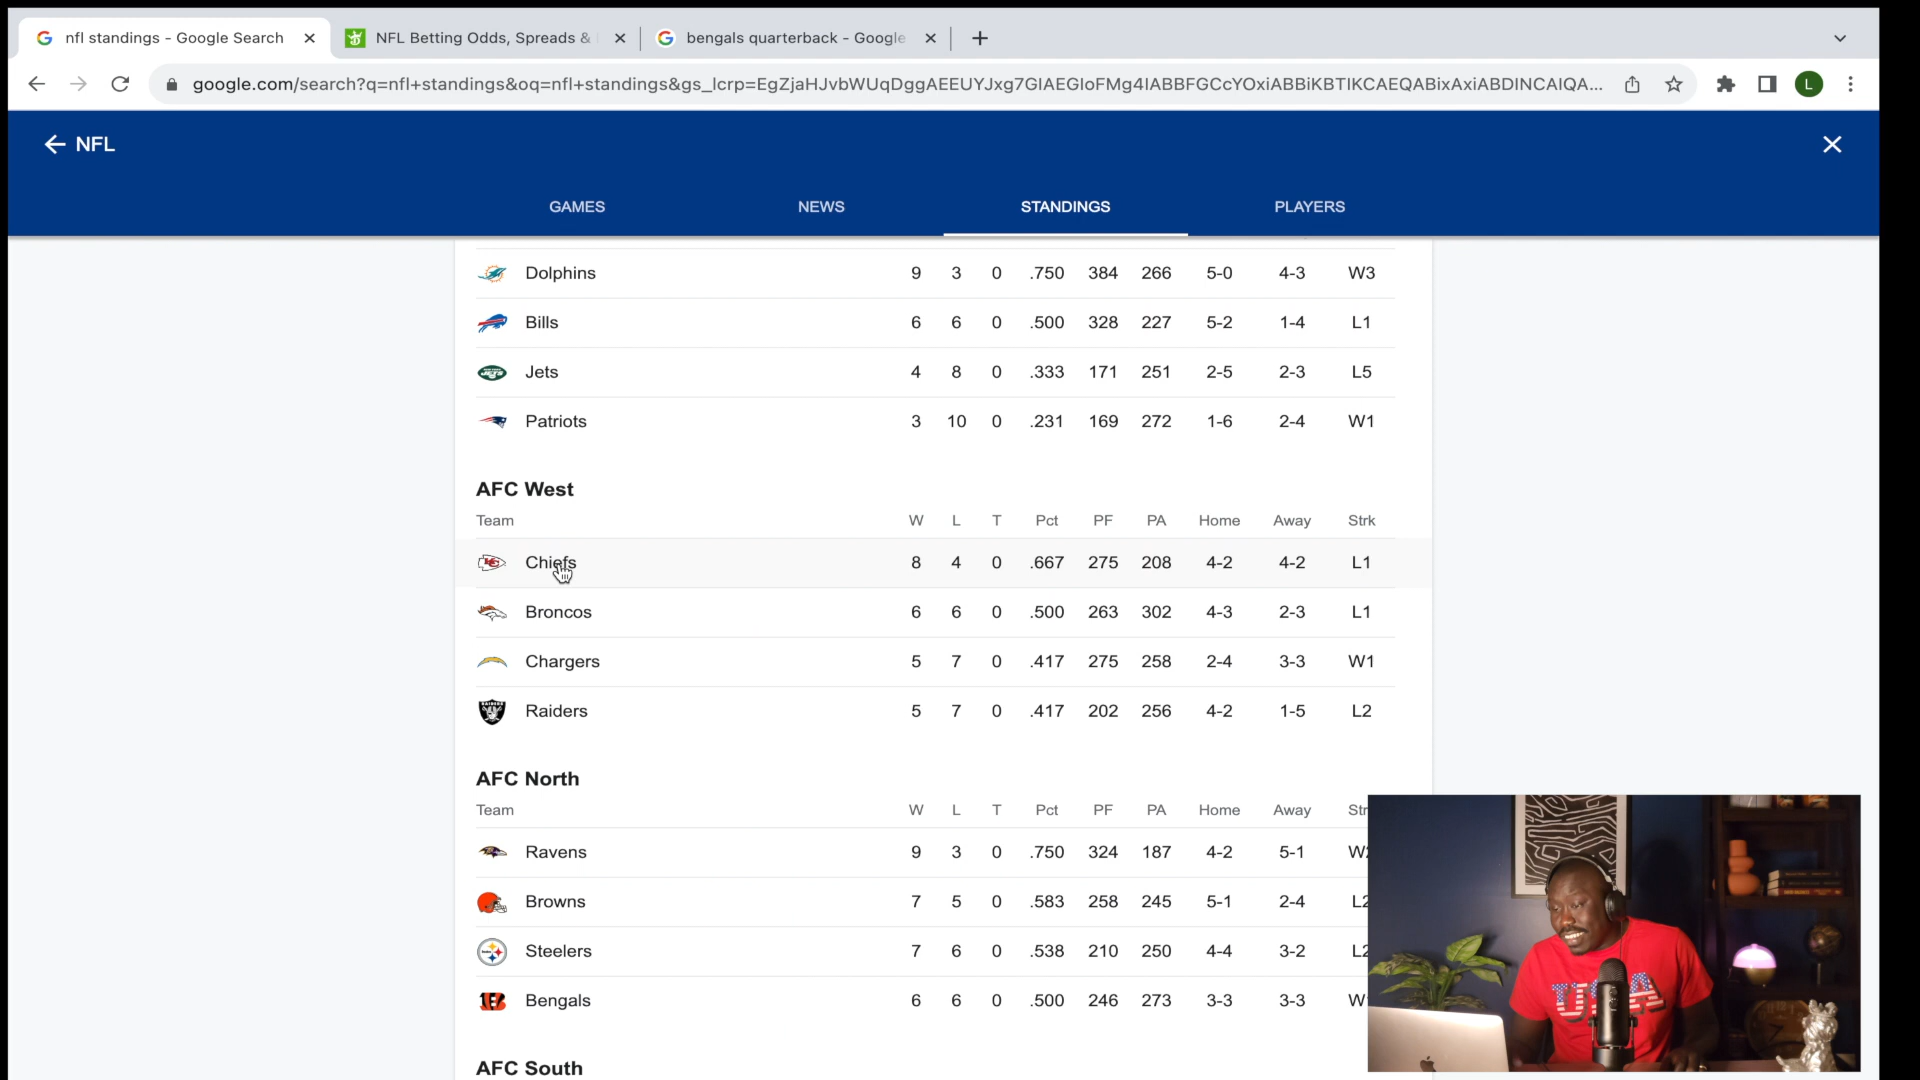 nfl standings - Google Search
NFL Betting Odds, Spreads &
bengals quarterback - Google
google.com/search?q=nfl+standings&oq=nfl+standings&gs_lcrp=EgZjaHJvbWUqDggAEEUYJxg7GIAEGIoFMg4IABBFGCcYOxiABBiKBTIKCAEQABixAxiABDINCAIQA...
L
NFL
GAMES NEWS STANDINGS PLAYERS
Dolphins 9 3 0 .750 384 266 5-0 4-3 W3
Bills 6 6 0 .500 328 227 5-2 1-4 L1
Jets 4 8 0 .333 171 251 2-5 2-3 L5
Patriots 3 10 0 .231 169 272 1-6 2-4 W1
AFC West
Team W L T Pct PF PA Home Away Strk
Chiefs 8 4 0 .667 275 208 4-2 4-2 L1
Broncos 6 6 0 .500 263 302 4-3 2-3 L1
Chargers 5 7 0 .417 275 258 2-4 3-3 W1
Raiders 5 7 0 .417 202 256 4-2 1-5 L2
AFC North
Team W L T Pct PF PA Home Away
Ravens 9 3 0 .750 324 187 4-2 5-1
Browns 7 5 0 .583 258 245 5-1 2-4 L2
Steelers 7 6 0 .538 210 250 4-4 3-2 L2
Bengals 6 6 0 .500 246 273 3-3 3-3
AFC South
USA